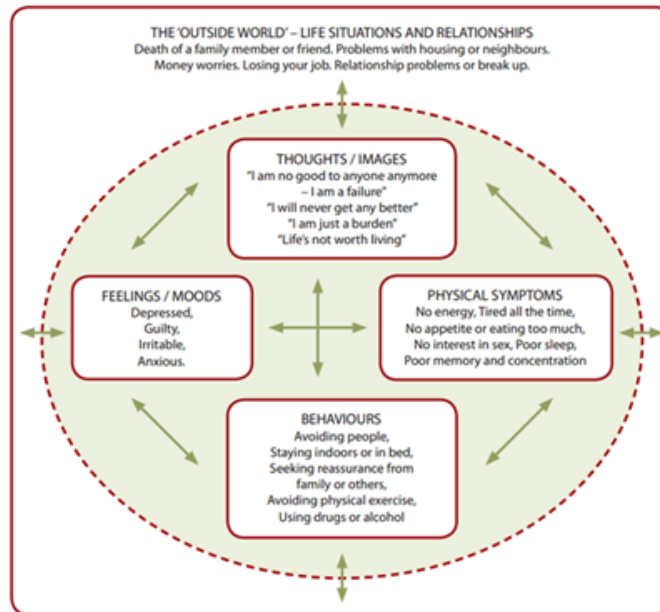 THE 'OUTSIDE WORLD' – LIFE SITUATIONS AND RELATIONSHIPS
Death of a family member or friend. Problems with housing or neighbours.
Money worries. Losing your job. Relationship problems or break up.
THOUGHTS / IMAGES
"I am no good to anyone anymore
– I am a failure"
"I will never get any better"
"I am just a burden"
"Life's not worth living"
FEELINGS / MOODS
Depressed,
Guilty,
Irritable,
Anxious.
PHYSICAL SYMPTOMS
No energy, Tired all the time,
No appetite or eating too much,
No interest in sex, Poor sleep,
Poor memory and concentration
BEHAVIOURS
Avoiding people,
Staying indoors or in bed,
Seeking reassurance from
family or others,
Avoiding physical exercise,
Using drugs or alcohol